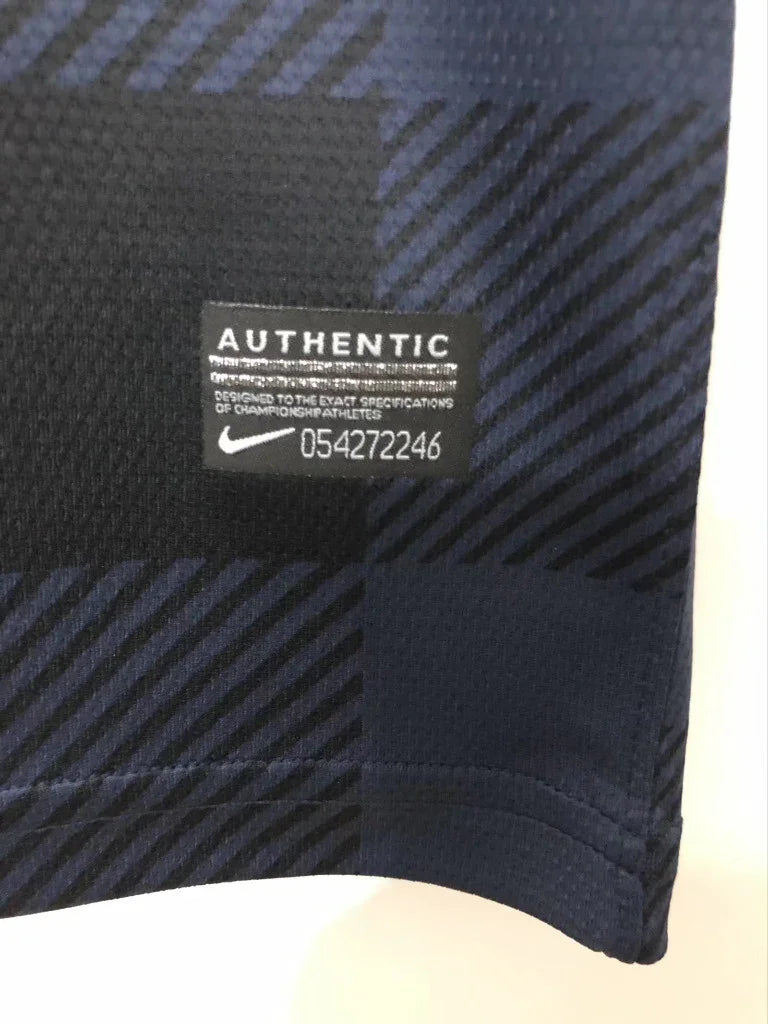 AUTHENTIC
DESIGNED TO THE EXACT SPECIFICATIONS
OF CHAMPIONSHIP ATHLETES
054272246